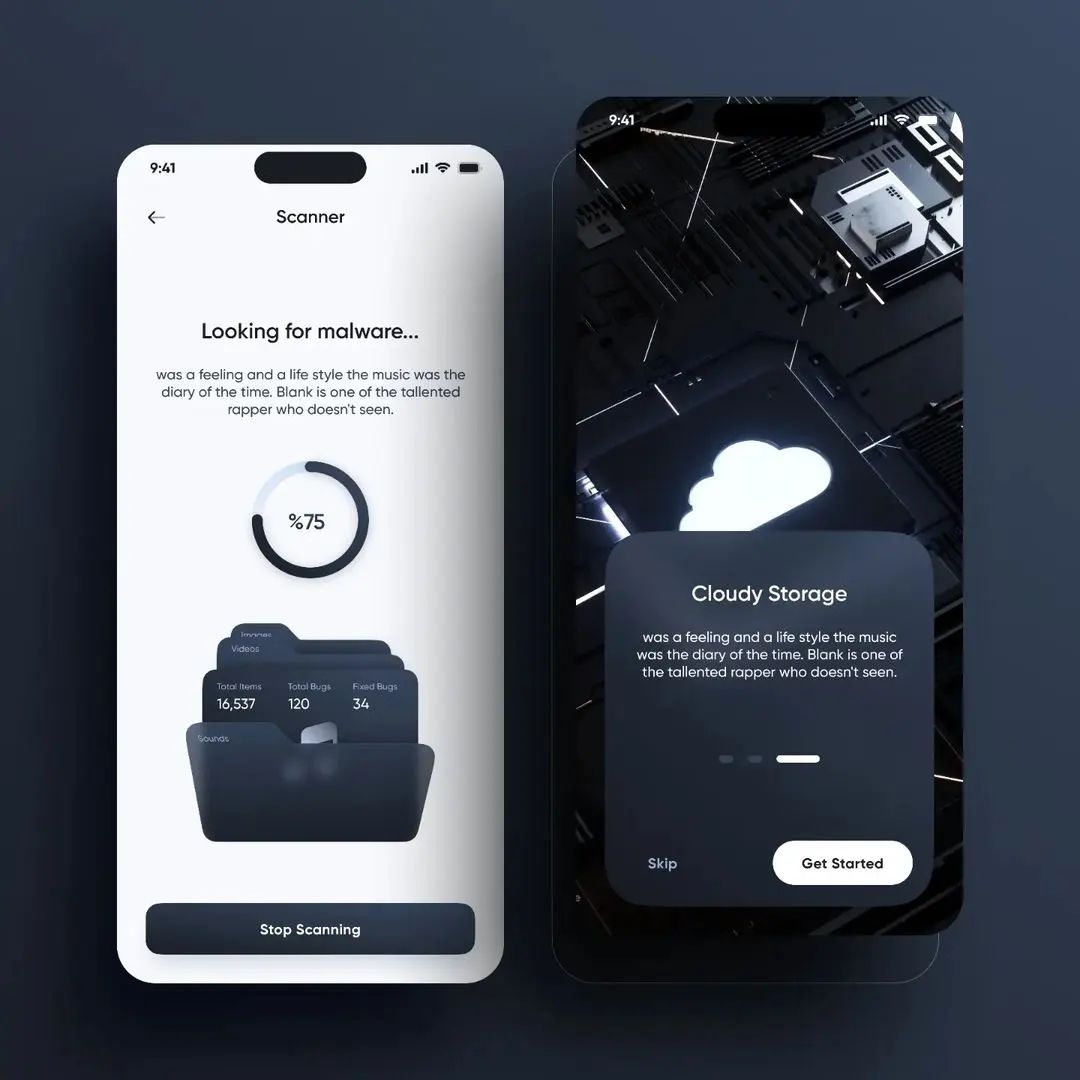 9:41
Scanner
Looking for malware...
was a feeling and a life style the music was the
diary of the time. Blank is one of the tallented
rapper who doesn't seen.
%75
Images
Videos
Total Items Total Bugs Fixed Bugs
16,537 120 34
Sounds
Stop Scanning
9:41
Cloudy Storage
was a feeling and a life style the music
was the diary of the time. Blank is one of
the tallented rapper who doesn't seen.
Skip
Get Started